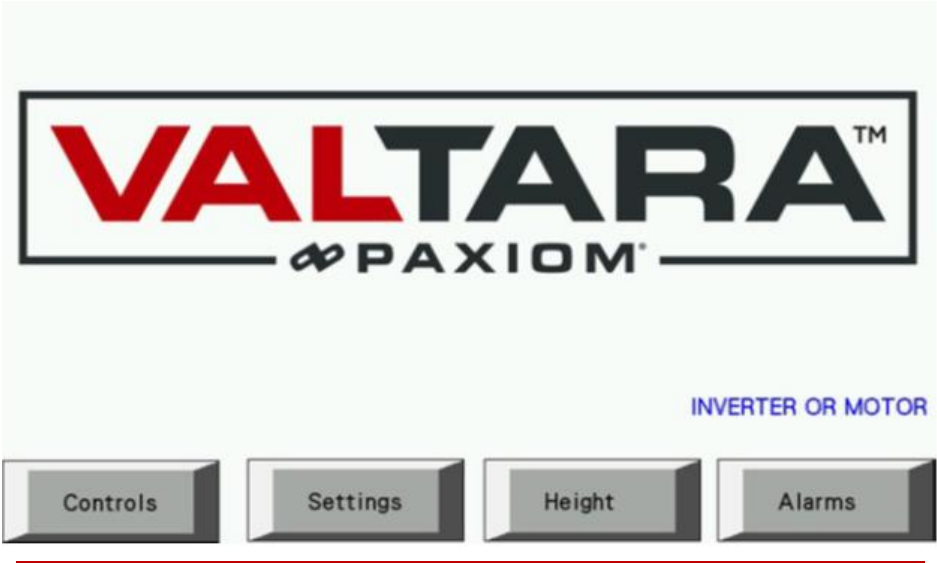 VALTARA™
PAXIOM
INVERTER OR MOTOR
Controls Settings Height Alarms